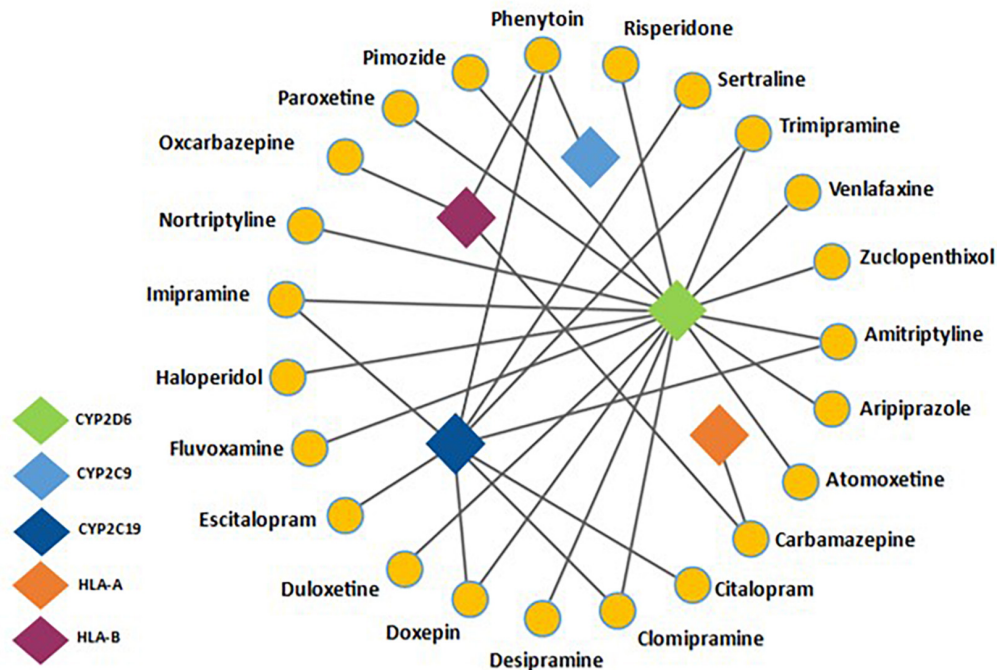 Phenytoin
Risperidone
Pimozide
Sertraline
Paroxetine
Trimipramine
Oxcarbazepine
Venlafaxine
Nortriptyline
Zuclopenthixol
Imipramine
Amitriptyline
Haloperidol
Aripiprazole
Fluvoxamine
Atomoxetine
Escitalopram
Carbamazepine
Duloxetine
Citalopram
Doxepin
Clomipramine
Desipramine
CYP2D6
CYP2C9
CYP2C19
HLA-A
HLA-B